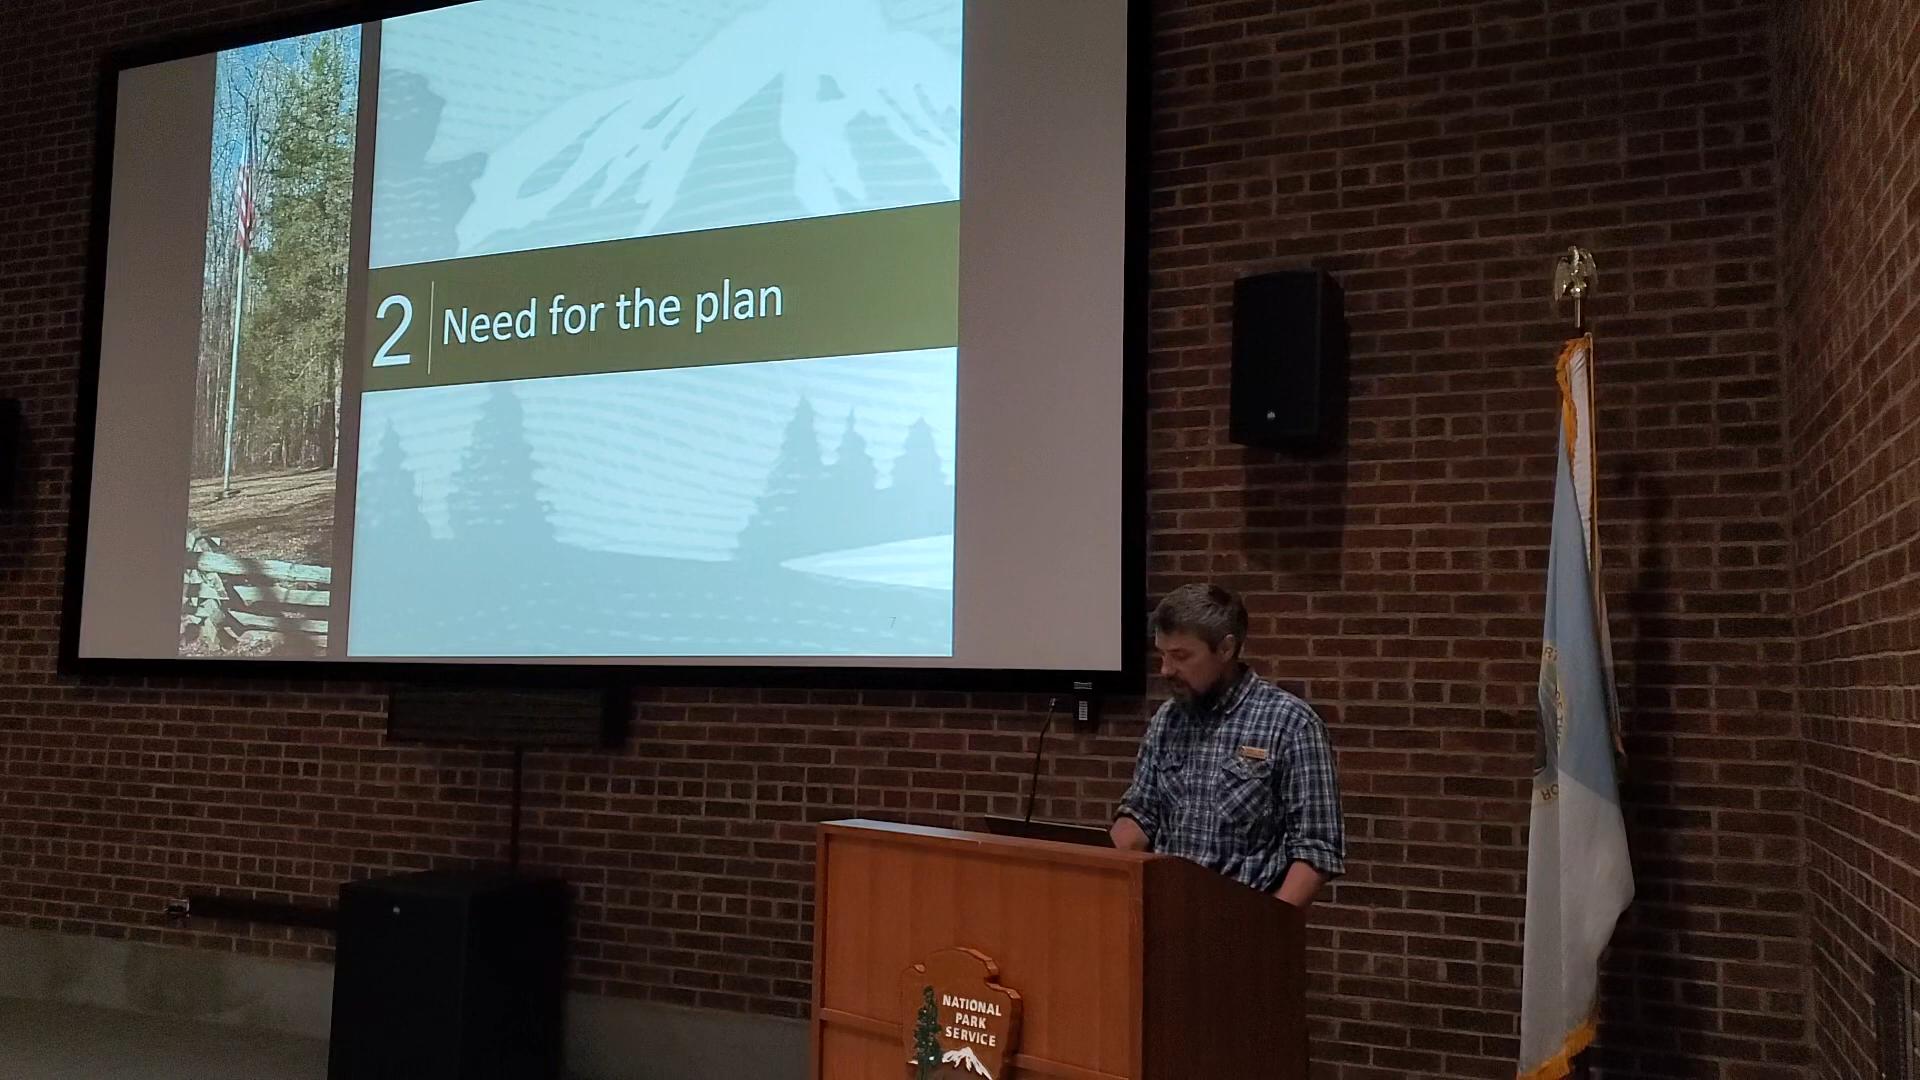 2
Need for the plan
7
NATIONAL
PARK
SERVICE